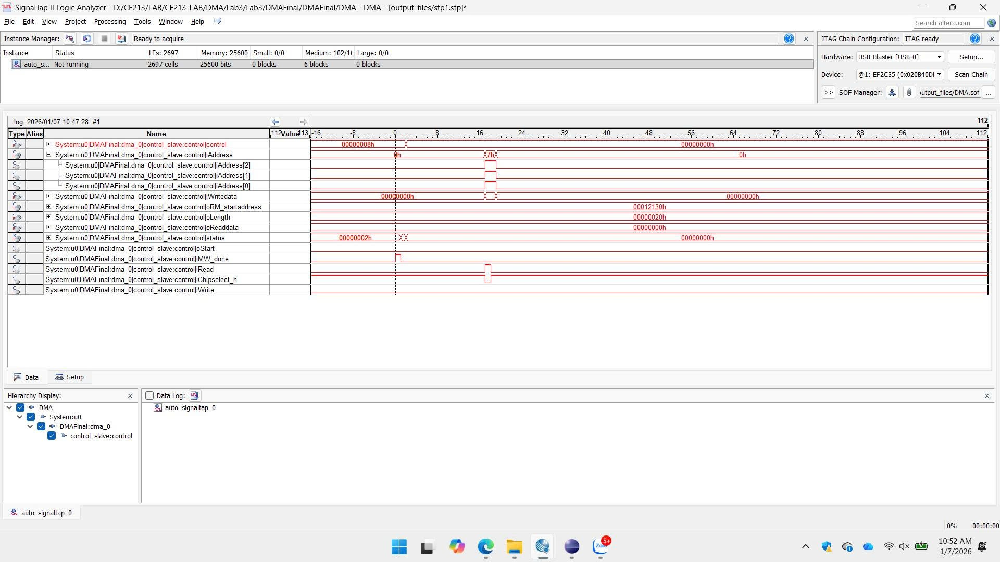 SignalTap II Logic Analyzer - D:/CE213/LAB/CE213_LAB/DMA/Lab3/Lab3/DMAFinal/DMAFinal/DMA - DMA - [output_files/stp1.stp]*
File Edit View Project Processing Tools Window Help
Search altera.com
Instance Manager: Ready to acquire
JTAG Chain Configuration: JTAG ready
Instance Status LEs: 2697 Memory: 25600 Small: 0/0 Medium: 102/10 Large: 0/0
auto_s... Not running 2697 cells 25600 bits 0 blocks 6 blocks 0 blocks
Hardware: USB-Blaster [USB-0] Setup...
Device: @1: EP2C35 (0x020B40DI Scan Chain
>> SOF Manager: output_files/DMA.sof ...
log: 2026/01/07 10:47:28 #1
112
Type Alias Name 112 Value 113 -16 -8 0 8 16 24 32 40 48 56 64 72 80 88 96 104 112
System:u0|DMAFinal:dma_0|control_slave:control|control 00000008h 00000000h
System:u0|DMAFinal:dma_0|control_slave:control|iAddress 0h 7h 0h
System:u0|DMAFinal:dma_0|control_slave:control|iAddress[2]
System:u0|DMAFinal:dma_0|control_slave:control|iAddress[1]
System:u0|DMAFinal:dma_0|control_slave:control|iAddress[0]
System:u0|DMAFinal:dma_0|control_slave:control|iWritedata 00000000h 00000000h
System:u0|DMAFinal:dma_0|control_slave:control|oRM_startaddress 00012130h
System:u0|DMAFinal:dma_0|control_slave:control|oLength 00000020h
System:u0|DMAFinal:dma_0|control_slave:control|oReaddata 00000000h
System:u0|DMAFinal:dma_0|control_slave:control|status 00000002h 00000000h
System:u0|DMAFinal:dma_0|control_slave:control|oStart
System:u0|DMAFinal:dma_0|control_slave:control|iMW_done
System:u0|DMAFinal:dma_0|control_slave:control|iRead
System:u0|DMAFinal:dma_0|control_slave:control|iChipselect_n
System:u0|DMAFinal:dma_0|control_slave:control|iWrite
Data Setup
Hierarchy Display:
DMA
System:u0
DMAFinal:dma_0
control_slave:control
Data Log:
auto_signaltap_0
auto_signaltap_0
0% 00:00:00
Zalo 5+
10:52 AM
1/7/2026